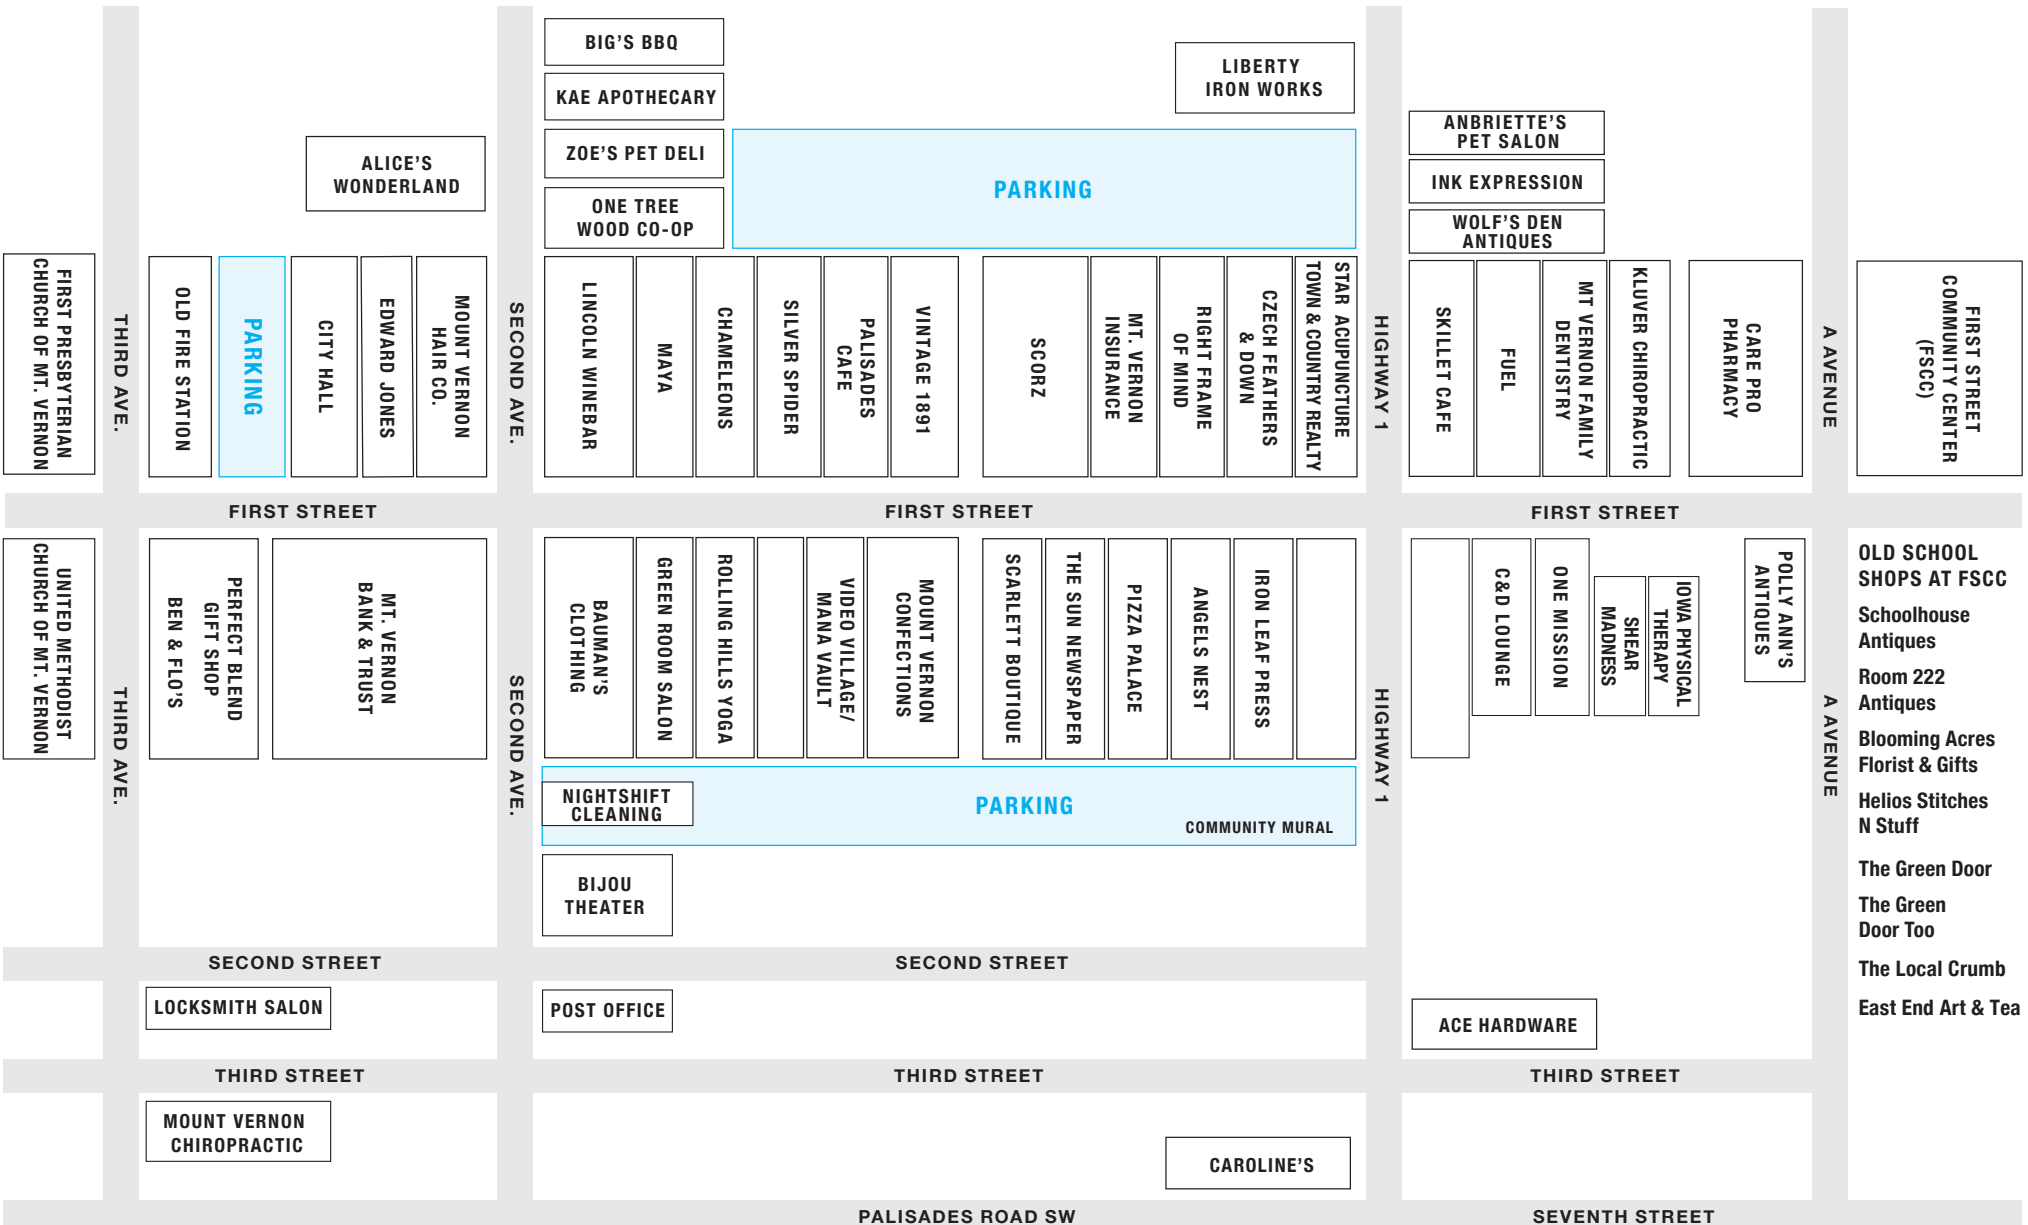 BIG'S BBQ
KAE APOTHECARY
ZOE'S PET DELI
ONE TREE
WOOD CO-OP
LIBERTY
IRON WORKS
PARKING
ANBRIETTE'S
PET SALON
INK EXPRESSION
WOLF'S DEN
ANTIQUES
ALICE'S
WONDERLAND
FIRST PRESBYTERIAN
CHURCH OF MT. VERNON
THIRD AVE.
OLD FIRE STATION
PARKING
CITY HALL
EDWARD JONES
MOUNT VERNON
HAIR CO.
SECOND AVE.
LINCOLN WINEBAR
MAYA
CHAMELEONS
SILVER SPIDER
PALISADES
CAFE
VINTAGE 1891
SCORZ
MT. VERNON
INSURANCE
RIGHT FRAME
OF MIND
CZECH FEATHERS
& DOWN
STAR ACUPUNCTURE
TOWN & COUNTRY REALTY
HIGHWAY 1
SKILLET CAFE
FUEL
MT VERNON FAMILY
DENTISTRY
KLUVER CHIROPRACTIC
CARE PRO
PHARMACY
A AVENUE
FIRST STREET
COMMUNITY CENTER
(FSCC)
FIRST STREET
FIRST STREET
FIRST STREET
UNITED METHODIST
CHURCH OF MT. VERNON
THIRD AVE.
PERFECT BLEND
GIFT SHOP
BEN & FLO'S
MT. VERNON
BANK & TRUST
SECOND AVE.
BAUMAN'S
CLOTHING
GREEN ROOM SALON
ROLLING HILLS YOGA
VIDEO VILLAGE/
MANA VAULT
MOUNT VERNON
CONFECTIONS
SCARLETT BOUTIQUE
THE SUN NEWSPAPER
PIZZA PALACE
ANGELS NEST
IRON LEAF PRESS
HIGHWAY 1
C&D LOUNGE
ONE MISSION
SHEAR
MADNESS
IOWA PHYSICAL
THERAPY
POLLY ANN'S
ANTIQUES
A AVENUE
OLD SCHOOL
SHOPS AT FSCC
Schoolhouse
Antiques
Room 222
Antiques
Blooming Acres
Florist & Gifts
Helios Stitches
N Stuff
The Green Door
The Green
Door Too
The Local Crumb
East End Art & Tea
NIGHTSHIFT
CLEANING
PARKING
COMMUNITY MURAL
BIJOU
THEATER
SECOND STREET
SECOND STREET
LOCKSMITH SALON
POST OFFICE
ACE HARDWARE
THIRD STREET
THIRD STREET
THIRD STREET
MOUNT VERNON
CHIROPRACTIC
CAROLINE'S
PALISADES ROAD SW
SEVENTH STREET